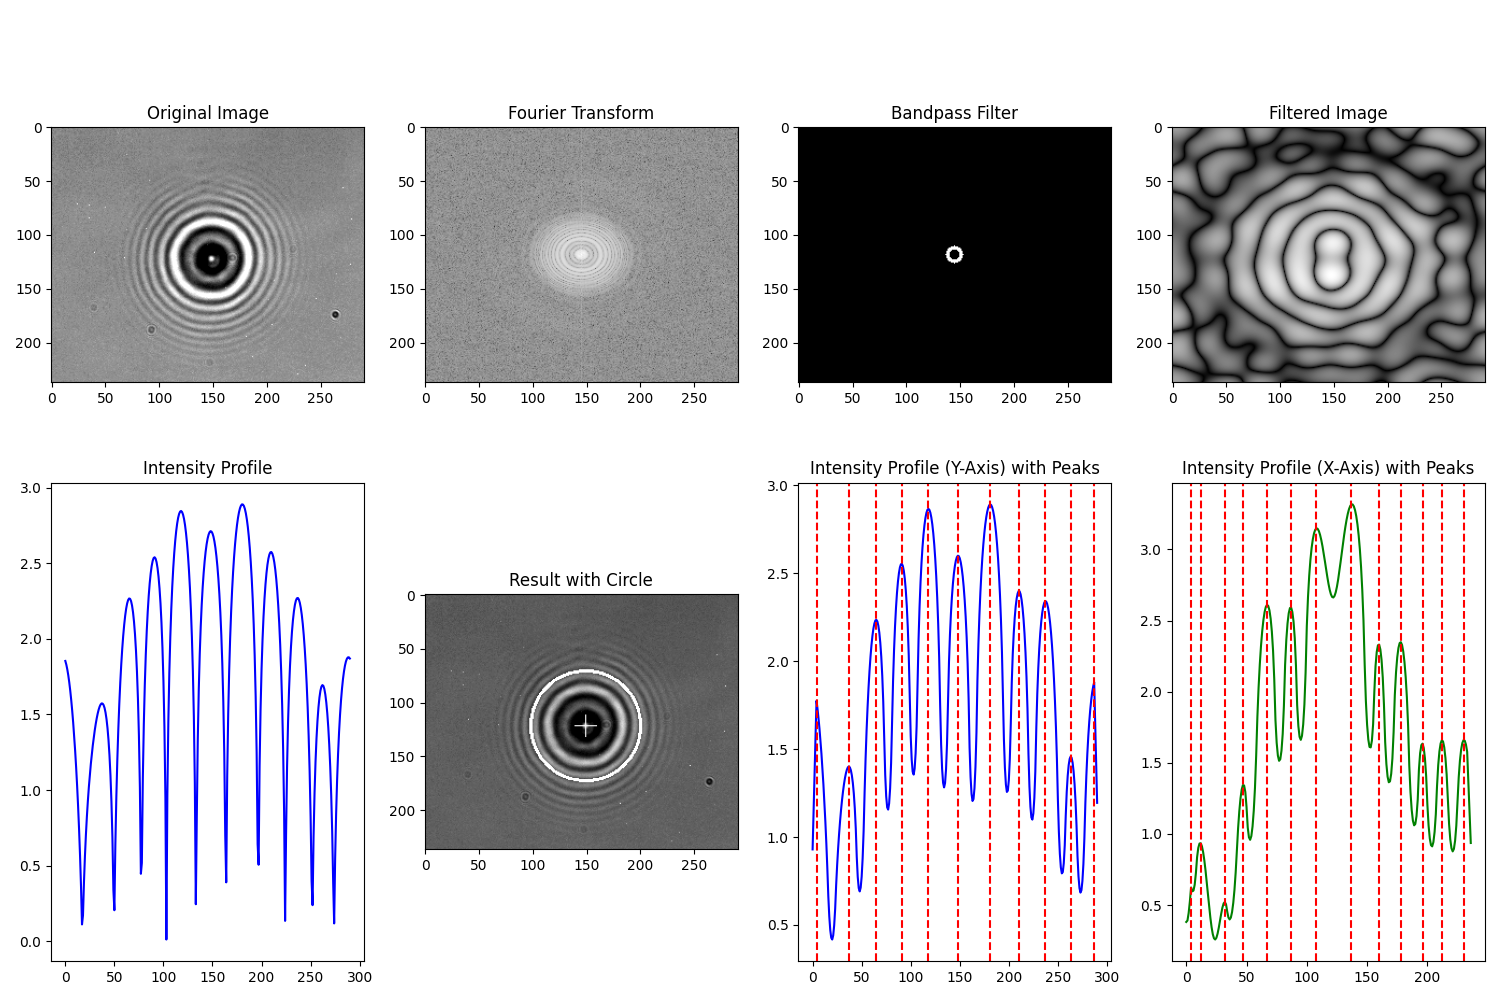 Original Image
0
50
100
150
200
0 50 100 150 200 250
Fourier Transform
0
50
100
150
200
0 50 100 150 200 250
Bandpass Filter
0
50
100
150
200
0 50 100 150 200 250
Filtered Image
0
50
100
150
200
0 50 100 150 200 250
Intensity Profile
3.0
2.5
2.0
1.5
1.0
0.5
0.0
0 50 100 150 200 250 300
Result with Circle
0
50
100
150
200
0 50 100 150 200 250
Intensity Profile (Y-Axis) with Peaks
3.0
2.5
2.0
1.5
1.0
0.5
0 50 100 150 200 250 300
Intensity Profile (X-Axis) with Peaks
3.0
2.5
2.0
1.5
1.0
0.5
0 50 100 150 200